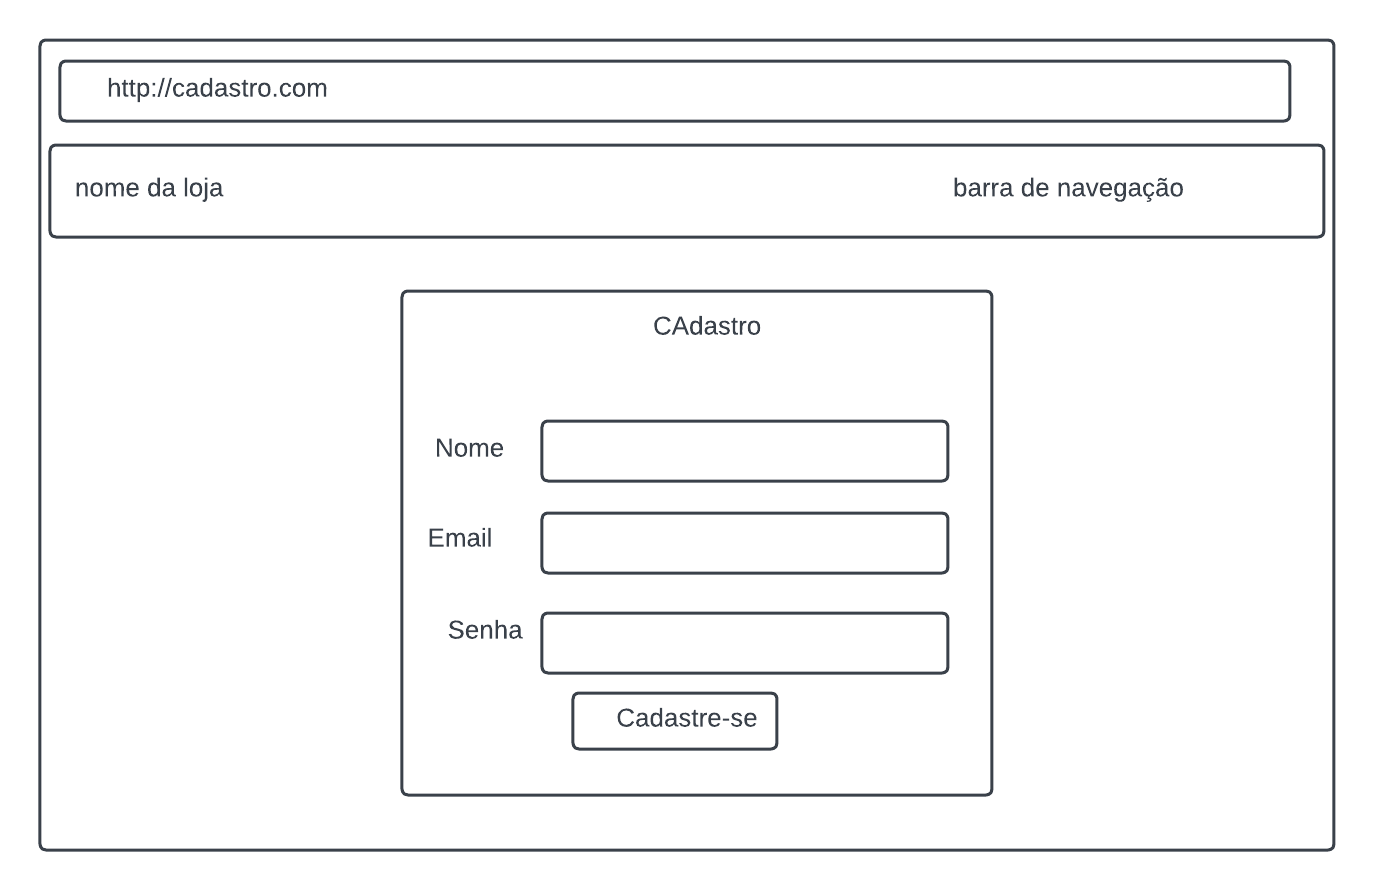 http://cadastro.com
nome da loja
barra de navegação
CAdastro
Nome
Email
Senha
Cadastre-se